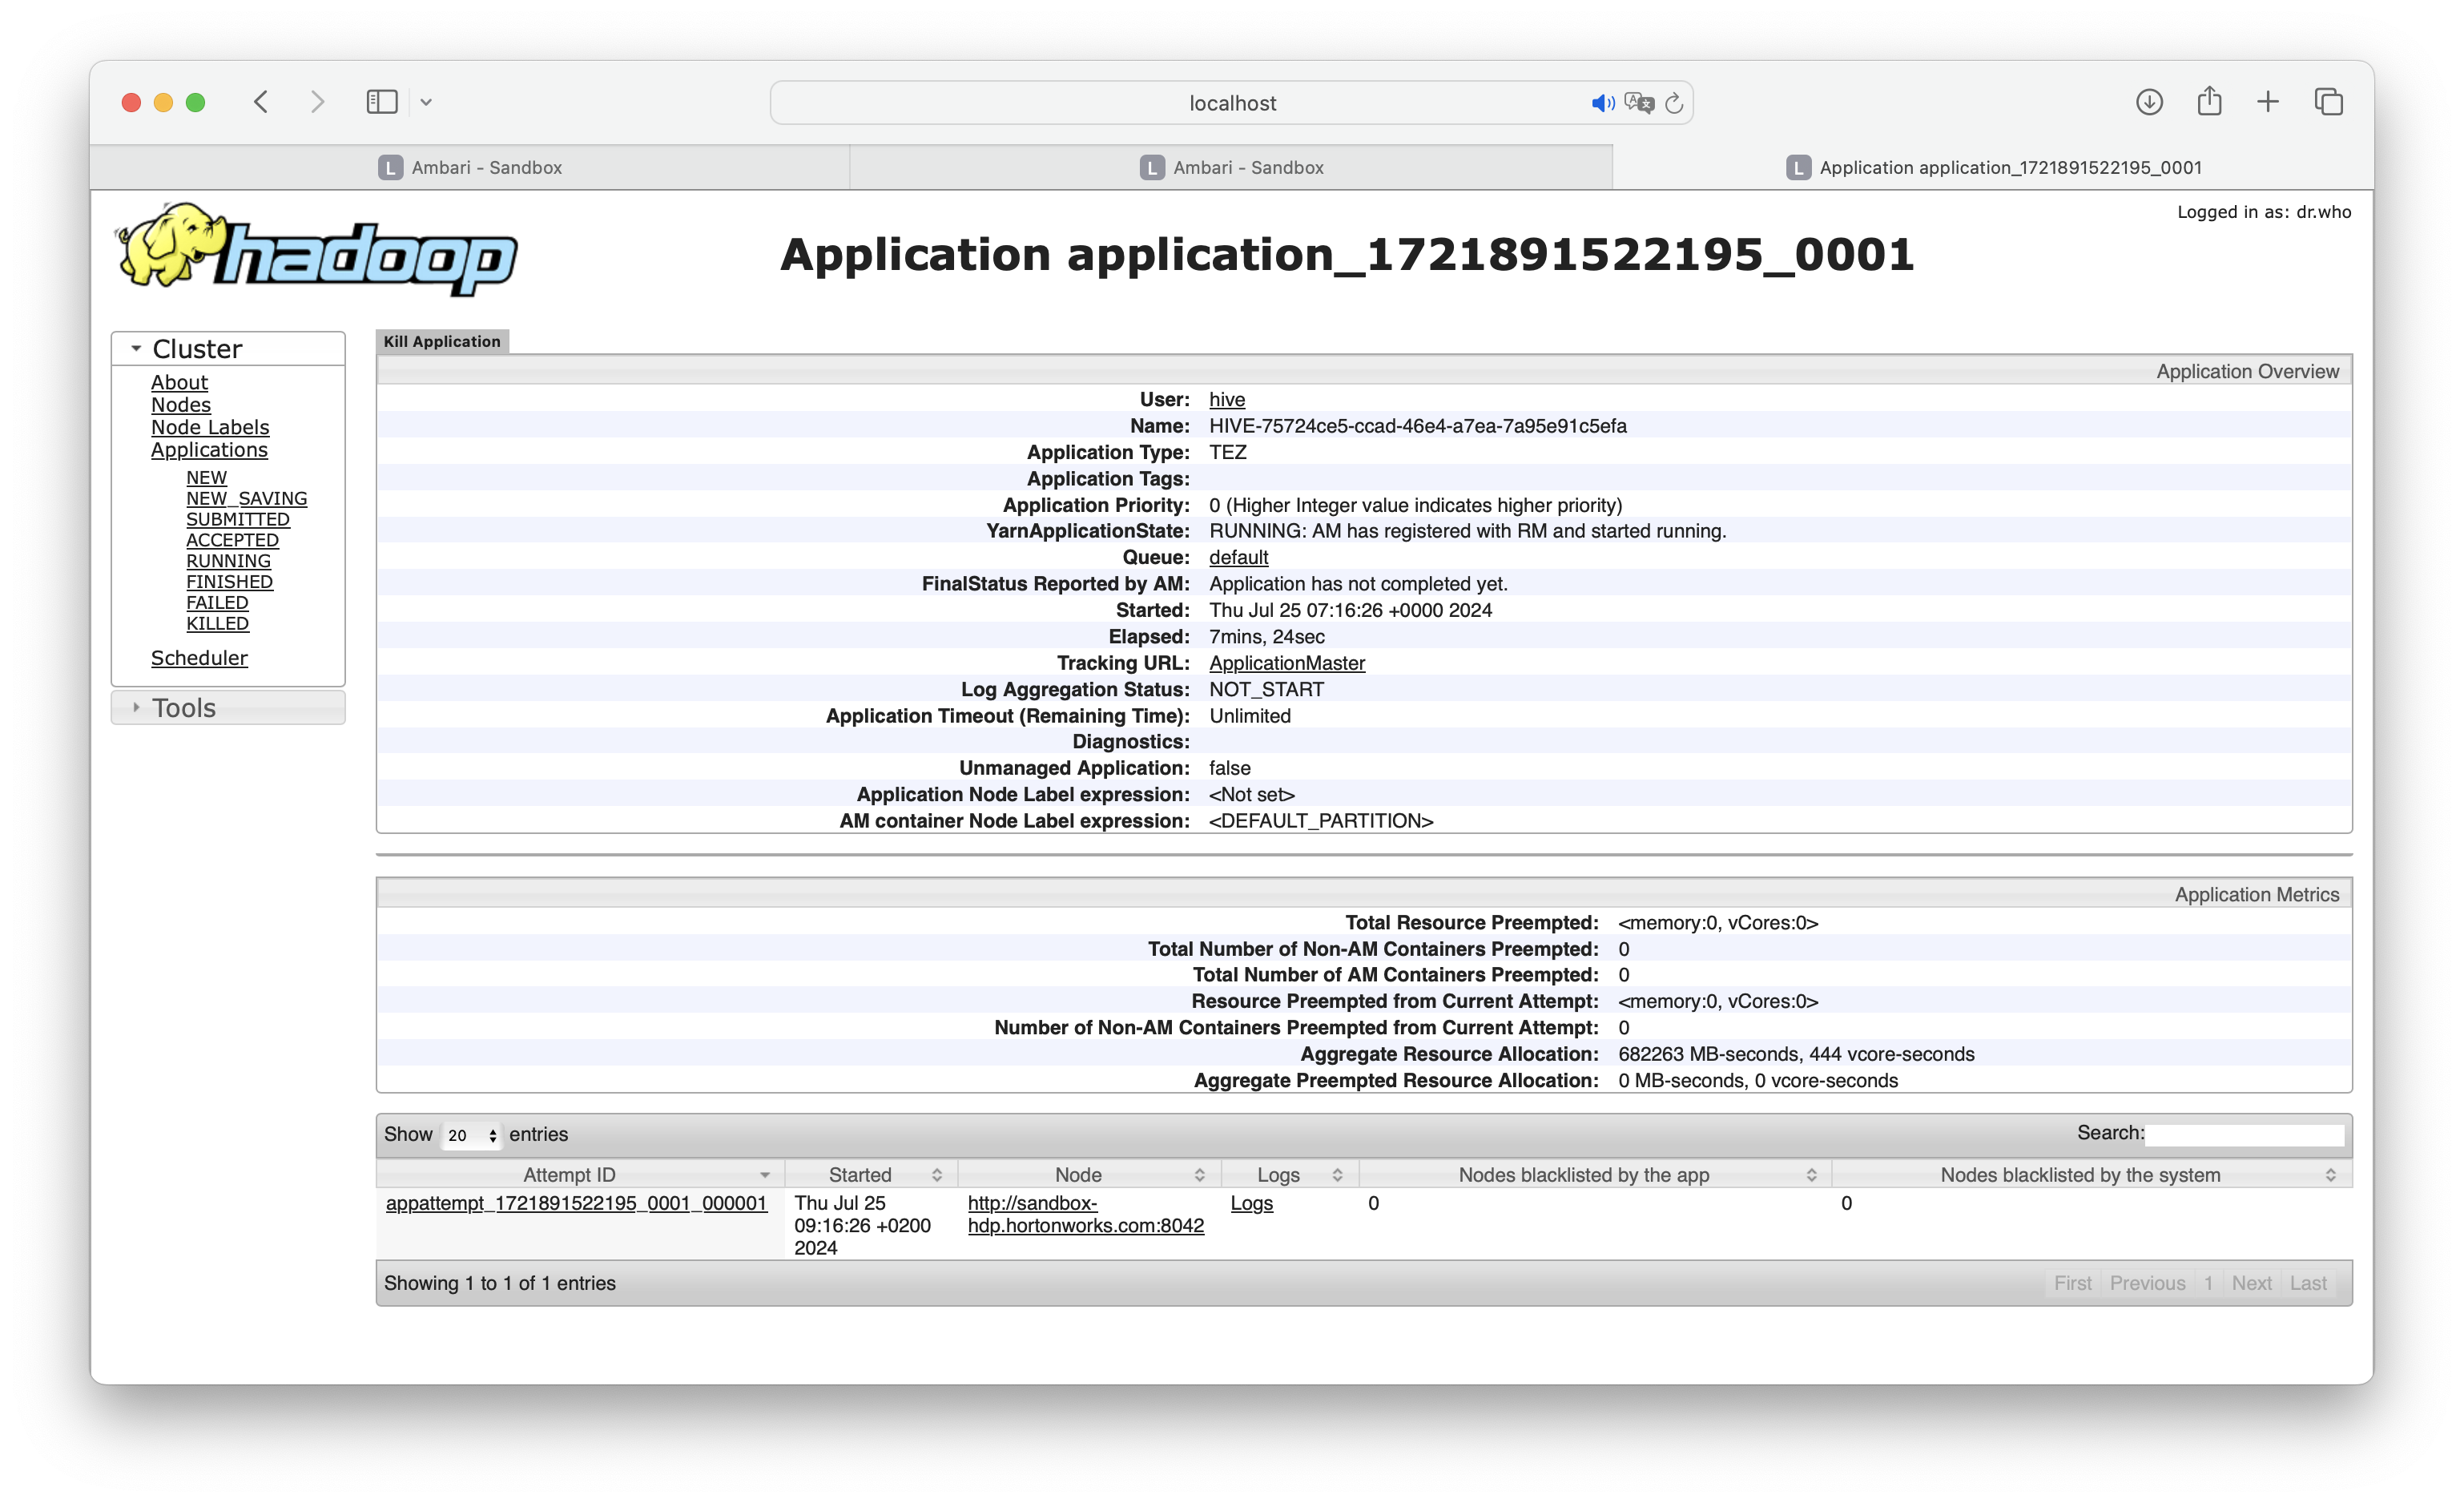 localhost
L Ambari - Sandbox
L Ambari - Sandbox
L Application application_1721891522195_0001
Logged in as: dr.who
hadoop
Application application_1721891522195_0001
Cluster
About
Nodes
Node Labels
Applications
NEW
NEW_SAVING
SUBMITTED
ACCEPTED
RUNNING
FINISHED
FAILED
KILLED
Scheduler
Tools
Kill Application
Application Overview
User: hive
Name: HIVE-75724ce5-ccad-46e4-a7ea-7a95e91c5efa
Application Type: TEZ
Application Tags:
Application Priority: 0 (Higher Integer value indicates higher priority)
YarnApplicationState: RUNNING: AM has registered with RM and started running.
Queue: default
FinalStatus Reported by AM: Application has not completed yet.
Started: Thu Jul 25 07:16:26 +0000 2024
Elapsed: 7mins, 24sec
Tracking URL: ApplicationMaster
Log Aggregation Status: NOT_START
Application Timeout (Remaining Time): Unlimited
Diagnostics:
Unmanaged Application: false
Application Node Label expression: <Not set>
AM container Node Label expression: <DEFAULT_PARTITION>
Application Metrics
Total Resource Preempted: <memory:0, vCores:0>
Total Number of Non-AM Containers Preempted: 0
Total Number of AM Containers Preempted: 0
Resource Preempted from Current Attempt: <memory:0, vCores:0>
Number of Non-AM Containers Preempted from Current Attempt: 0
Aggregate Resource Allocation: 682263 MB-seconds, 444 vcore-seconds
Aggregate Preempted Resource Allocation: 0 MB-seconds, 0 vcore-seconds
Show 20 entries Search:
Attempt ID Started Node Logs Nodes blacklisted by the app Nodes blacklisted by the system
appattempt_1721891522195_0001_000001 Thu Jul 25 http://sandbox- Logs 0 0
09:16:26 +0200 hdp.hortonworks.com:8042
2024
Showing 1 to 1 of 1 entries First Previous 1 Next Last